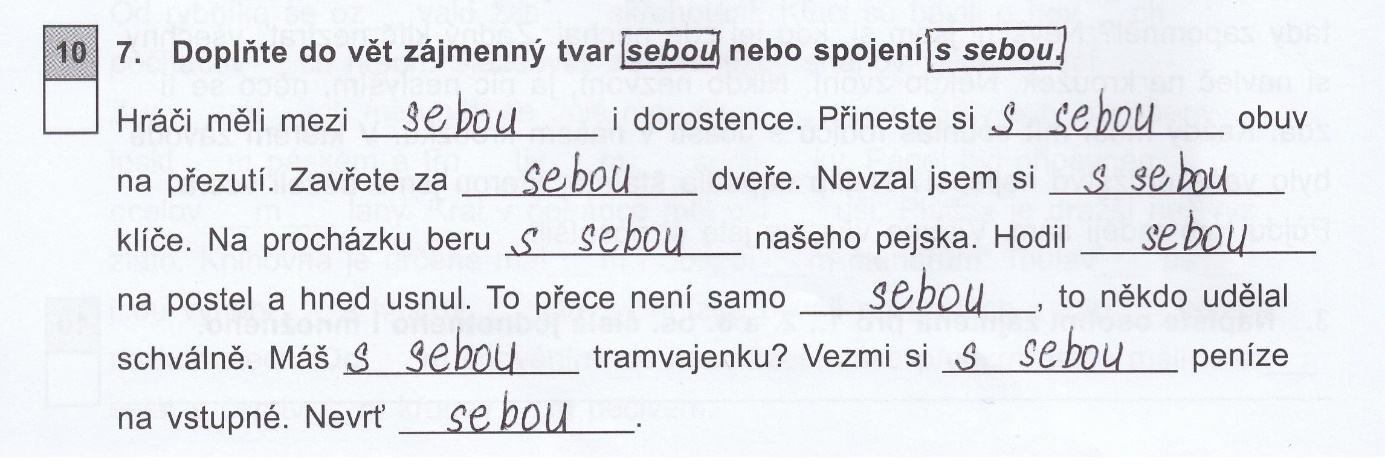 10 7. Doplňte do vět zájmenný tvar sebou nebo spojení s sebou.
Hráči měli mezi sebou i dorostence. Přineste si s sebou obuv
na přezutí. Zavřete za sebou dveře. Nevzal jsem si s sebou
klíče. Na procházku beru s sebou našeho pejska. Hodil sebou
na postel a hned usnul. To přece není samo sebou, to někdo udělal
schválně. Máš s sebou tramvajenku? Vezmi si s sebou peníze
na vstupné. Nevrť sebou.